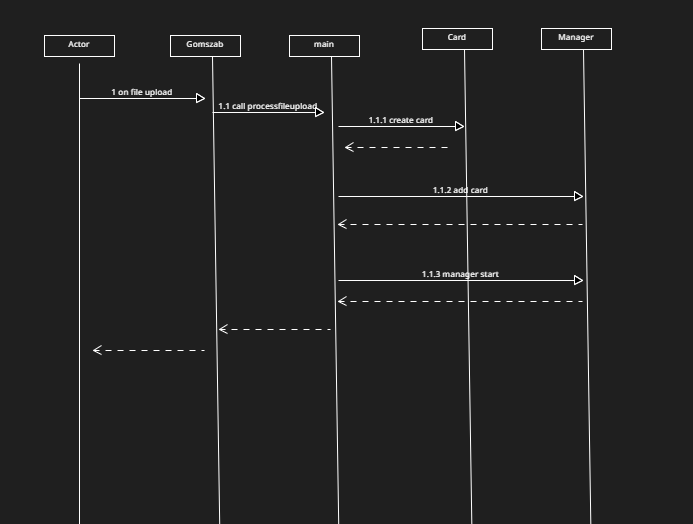 Actor
Gomszab
main
Card
Manager
1 on file upload
1.1 call processfileupload
1.1.1 create card
1.1.2 add card
1.1.3 manager start